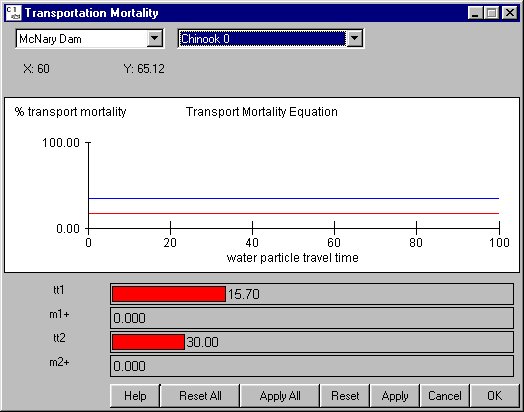 Transportation Mortality
McNary Dam Chinook 0
X: 60 Y: 65.12
% transport mortality Transport Mortality Equation
100.00
0.00
0 20 40 60 80 100
water particle travel time
tt1 15.70
m1+ 0.000
tt2 30.00
m2+ 0.000
Help Reset All Apply All Reset Apply Cancel OK